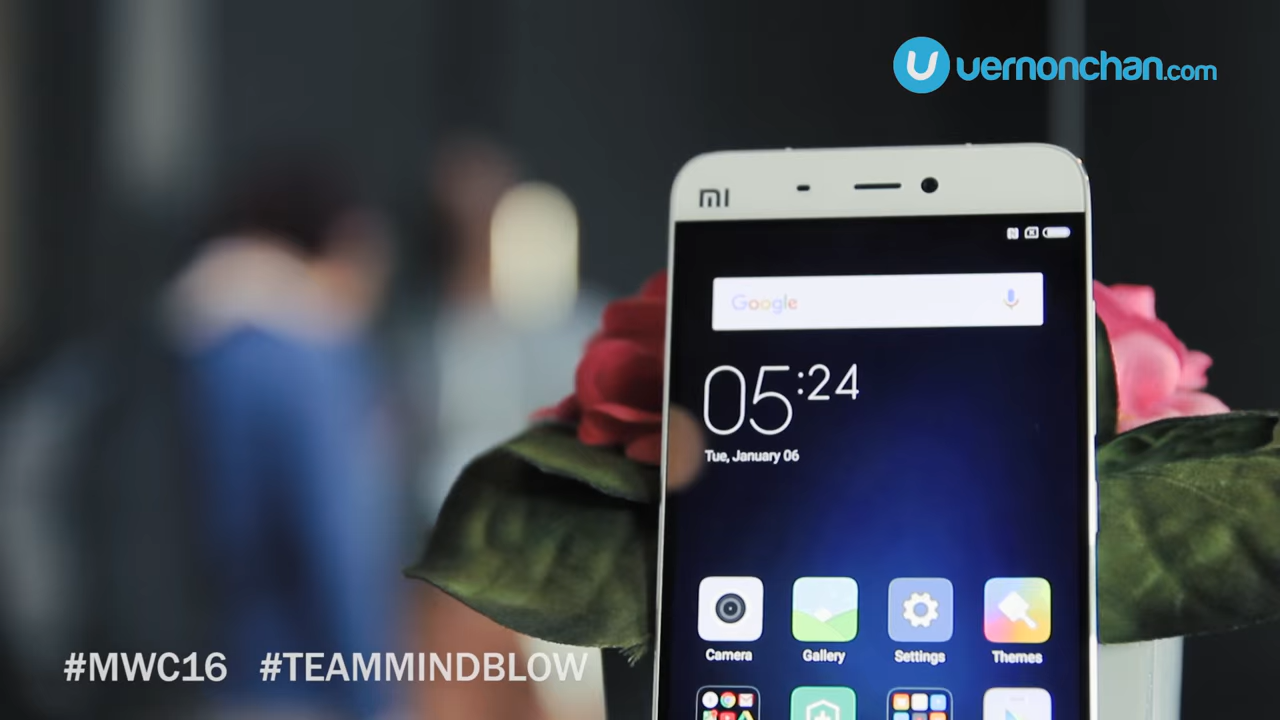 vernonchan.com
MI
Google
05:24
Tue, January 06
Camera Gallery Settings Themes
#MWC16 #TEAMMINDBLOW